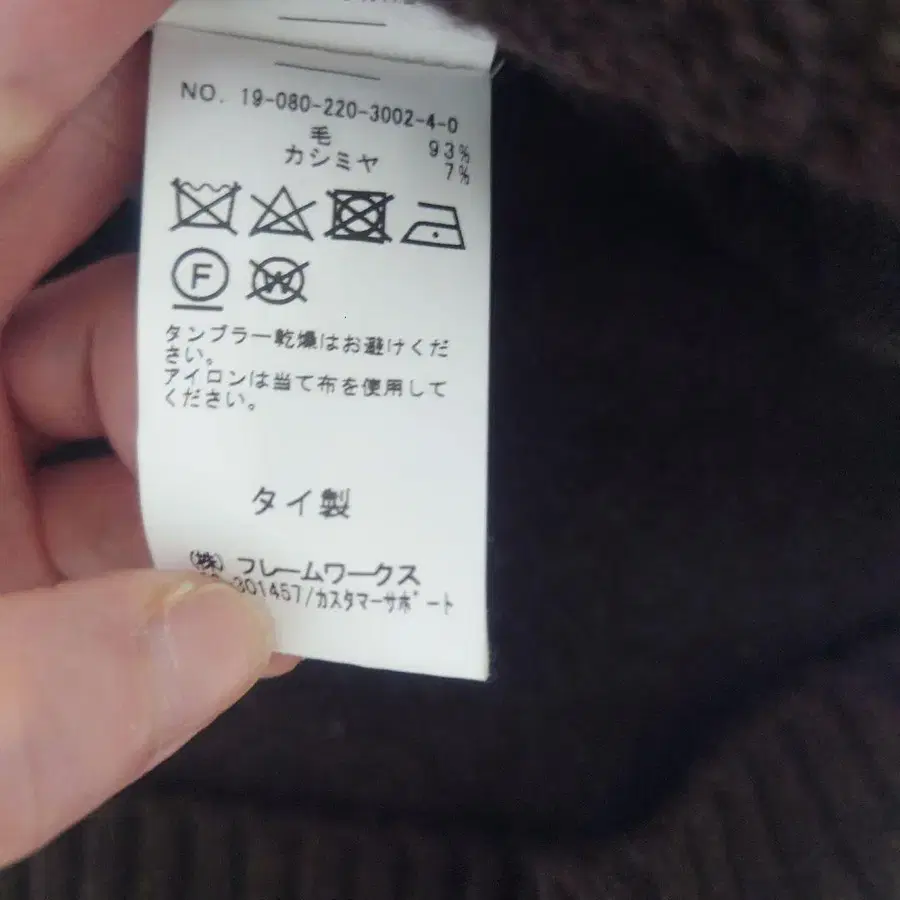 NO. 19-080-220-3002-4-0
毛 93%
カシミヤ 7%
F
W
タンブラー乾燥はお避けくだ
さい。
アイロンは当て布を使用して
ください。
タイ製
(株) フレームワークス
301457/カスタマーサポート